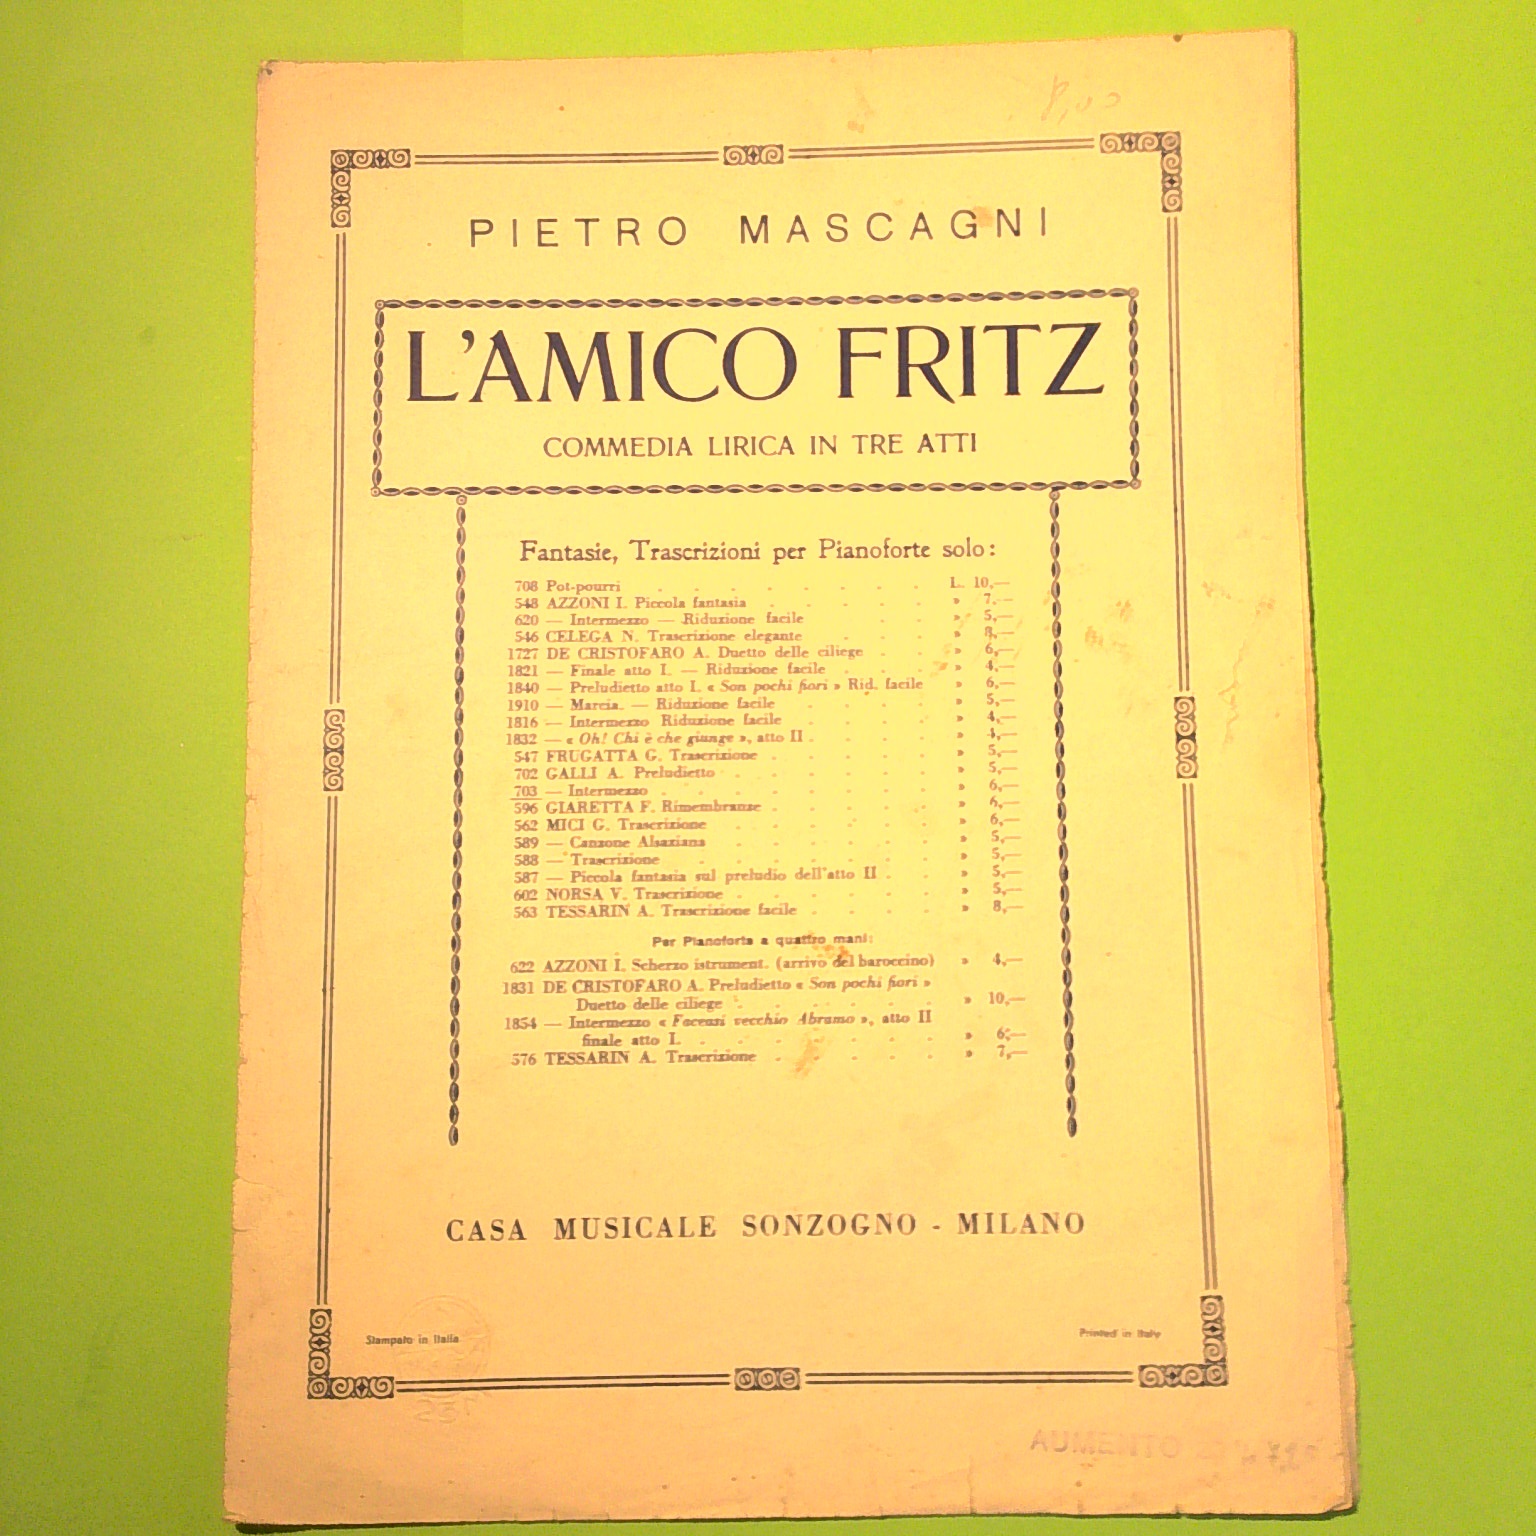 PIETRO MASCAGNI
L'AMICO FRITZ
COMMEDIA LIRICA IN TRE ATTI
Fantasie, Trascrizioni per Pianoforte solo:
708 Pot-pourri . . . . . . . . L. 10,—
548 AZZONI I. Piccola fantasia . . . . . » 7,—
620 — Intermezzo — Riduzione facile . . » 5,—
546 CELEGA N. Trascrizione elegante . . . » 8,—
1727 DE CRISTOFARO A. Duetto delle ciliege . . » 6,—
1821 — Finale atto I. — Riduzione facile . . . » 4,—
1840 — Preludietto atto I. « Son pochi fiori » Rid. facile » 6,—
1910 — Marcia. — Riduzione facile . . . . » 5,—
1816 — Intermezzo Riduzione facile . . . . » 4,—
1832 — « Oh! Chi è che giunge », atto II . . . . » 4,—
547 FRUGATTA G. Trascrizione . . . . . » 5,—
702 GALLI A. Preludietto . . . . . . » 5,—
703 — Intermezzo . . . . . . . . » 6,—
596 GIARETTA F. Rimembranze . . . . . » 6,—
562 MICI G. Trascrizione . . . . . . » 6,—
589 — Canzone Alsaziana . . . . . . » 5,—
588 — Trascrizione . . . . . . . » 5,—
587 — Piccola fantasia sul preludio dell'atto II . . » 5,—
602 NORSA V. Trascrizione . . . . . . » 5,—
563 TESSARIN A. Trascrizione facile . . . . » 8,—
Per Pianoforte a quattro mani:
622 AZZONI I. Scherzo istrument. (arrivo del baroccino) » 4,—
1831 DE CRISTOFARO A. Preludietto « Son pochi fiori »
Duetto delle ciliege . . . . . . » 10,—
1854 — Intermezzo « Faceasi vecchio Abramo », atto II
finale atto I. . . . . . . . » 6,—
576 TESSARIN A. Trascrizione . . . . . » 7,—
CASA MUSICALE SONZOGNO - MILANO
Stampato in Italia
Printed in Italy
AUMENTO